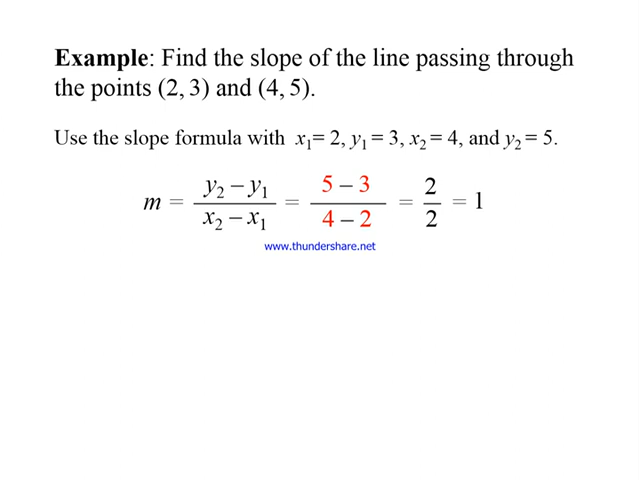 Example: Find the slope of the line passing through
the points (2, 3) and (4, 5).
Use the slope formula with x₁= 2, y₁ = 3, x₂ = 4, and y₂ = 5.
m = (y₂ – y₁)/(x₂ – x₁) = (5 – 3)/(4 – 2) = 2/2 = 1
www.thundershare.net